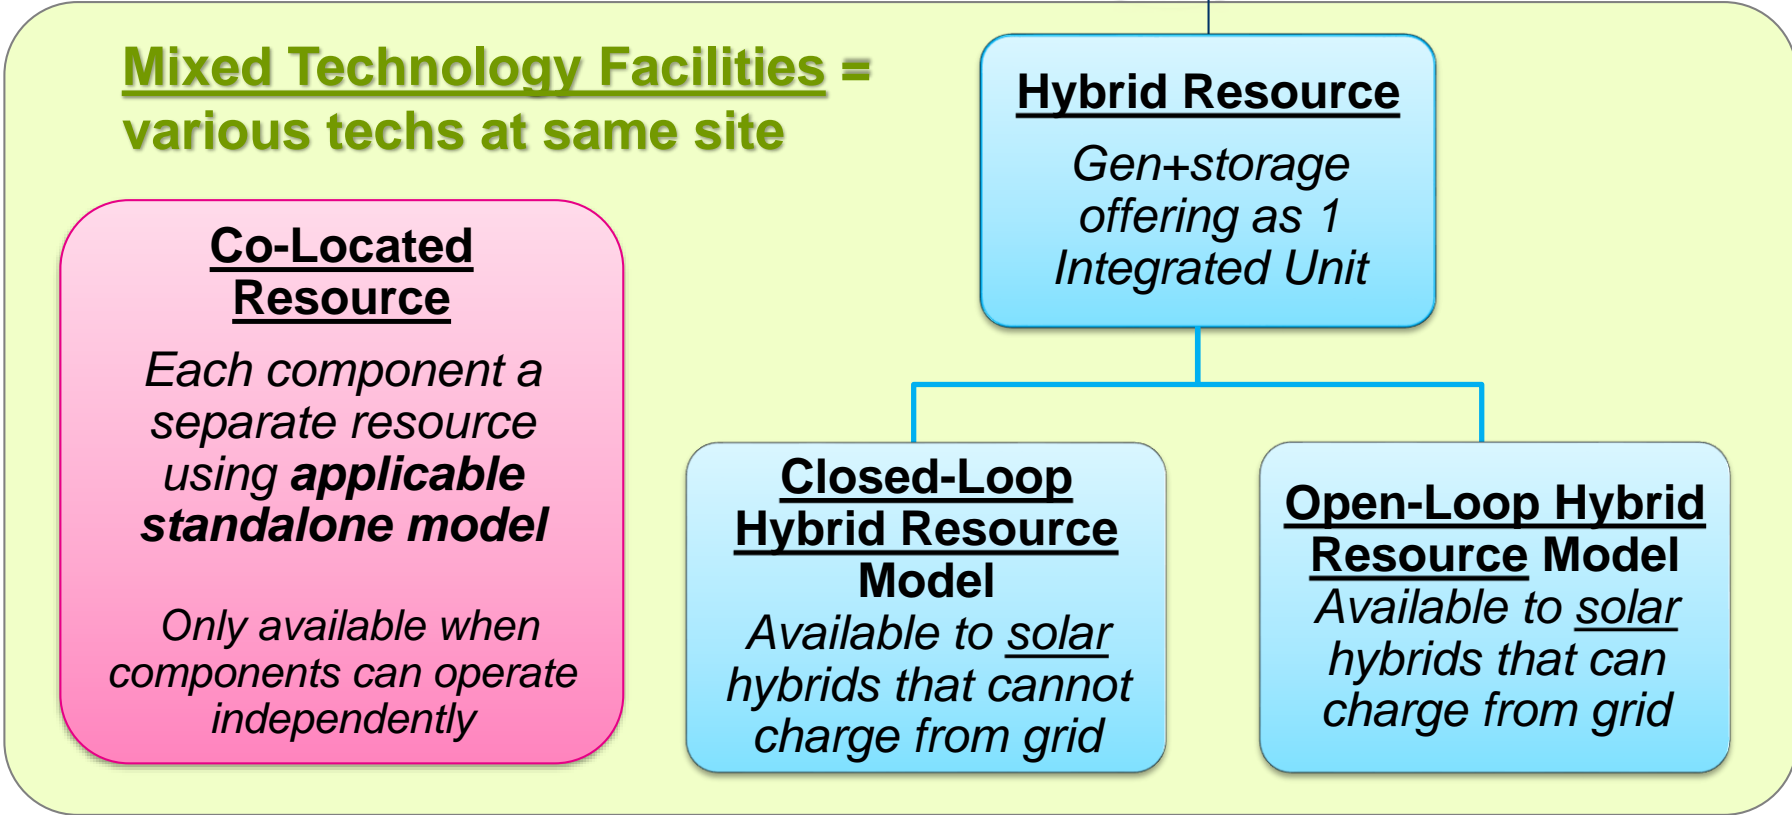 Mixed Technology Facilities =
various techs at same site
Hybrid Resource
Gen+storage
offering as 1
Integrated Unit
Co-Located
Resource
Each component a
separate resource
using applicable
standalone model
Only available when
components can operate
independently
Closed-Loop
Hybrid Resource
Model
Available to solar
hybrids that cannot
charge from grid
Open-Loop Hybrid
Resource Model
Available to solar
hybrids that can
charge from grid